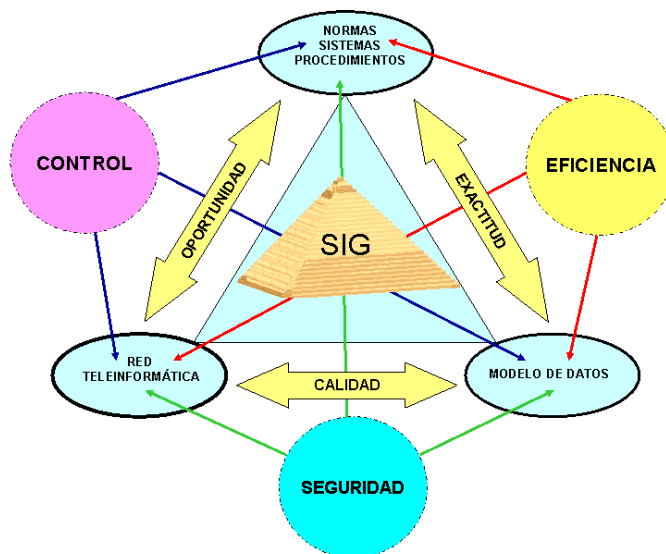 NORMAS
SISTEMAS
PROCEDIMIENTOS
CONTROL
EFICIENCIA
OPORTUNIDAD
EXACTITUD
SIG
RED
TELEINFORMÁTICA
CALIDAD
MODELO DE DATOS
SEGURIDAD